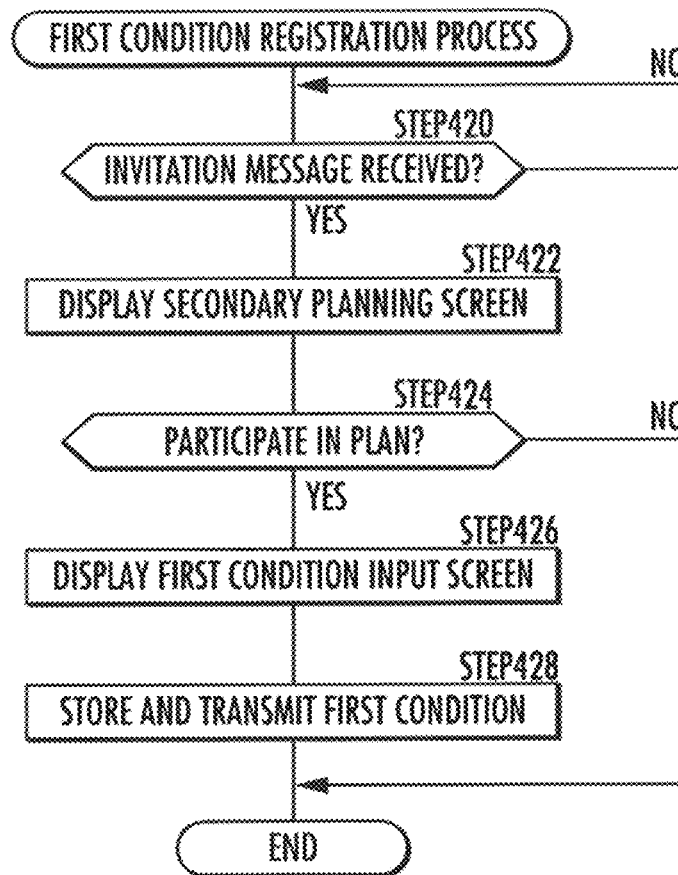 FIRST CONDITION REGISTRATION PROCESS
NO
STEP420
INVITATION MESSAGE RECEIVED?
YES
STEP422
DISPLAY SECONDARY PLANNING SCREEN
STEP424
NO
PARTICIPATE IN PLAN?
YES
STEP426
DISPLAY FIRST CONDITION INPUT SCREEN
STEP428
STORE AND TRANSMIT FIRST CONDITION
END